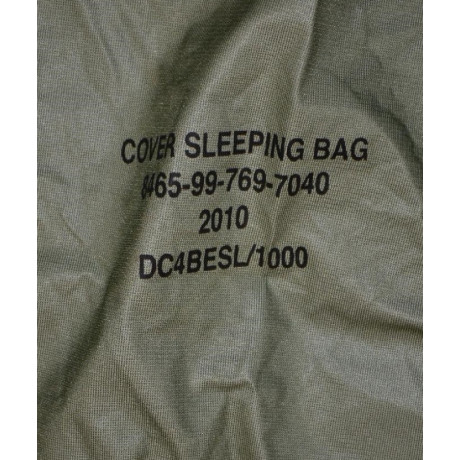 COVER SLEEPING BAG
8465-99-769-7040
2010
DC4BESL/1000